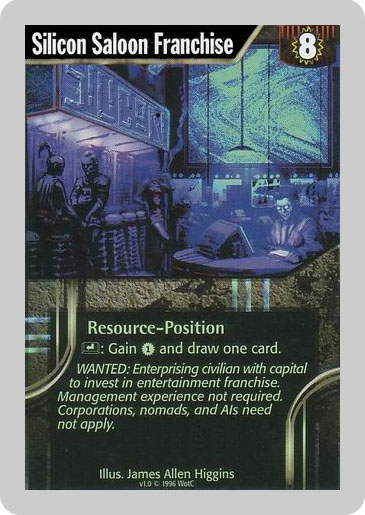 Silicon Saloon Franchise
8
Resource-Position
: Gain 1 and draw one card.
WANTED: Enterprising civilian with capital
to invest in entertainment franchise.
Management experience not required.
Corporations, nomads, and AIs need
not apply.
Illus. James Allen Higgins
v1.0 © 1996 WotC